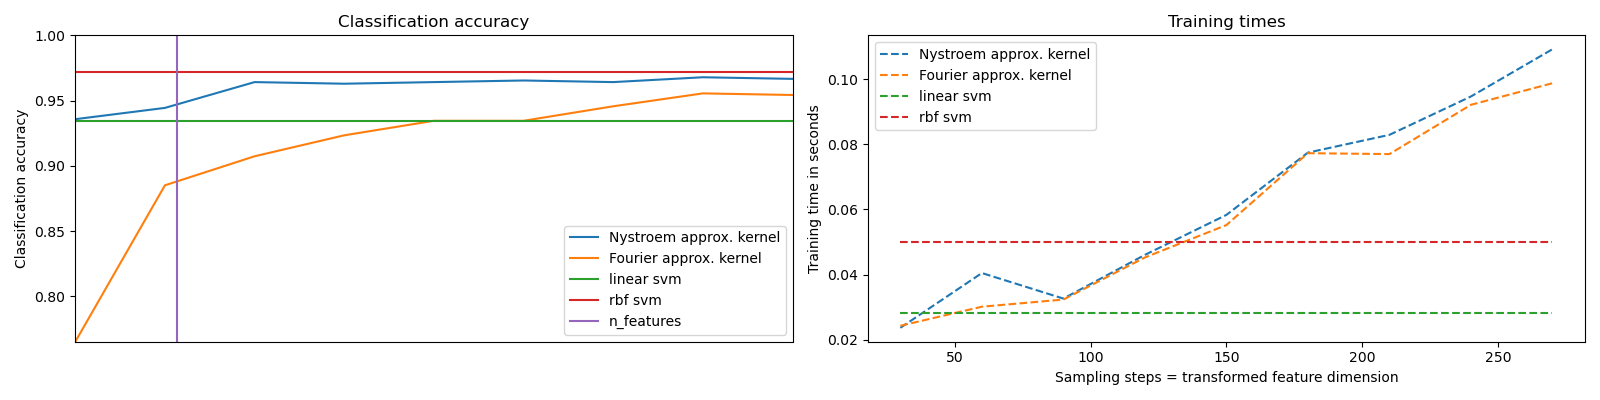 Classification accuracy
Classification accuracy
1.00
0.95
0.90
0.85
0.80
Nystroem approx. kernel
Fourier approx. kernel
linear svm
rbf svm
n_features
Training times
Training time in seconds
0.10
0.08
0.06
0.04
0.02
Nystroem approx. kernel
Fourier approx. kernel
linear svm
rbf svm
50 100 150 200 250
Sampling steps = transformed feature dimension